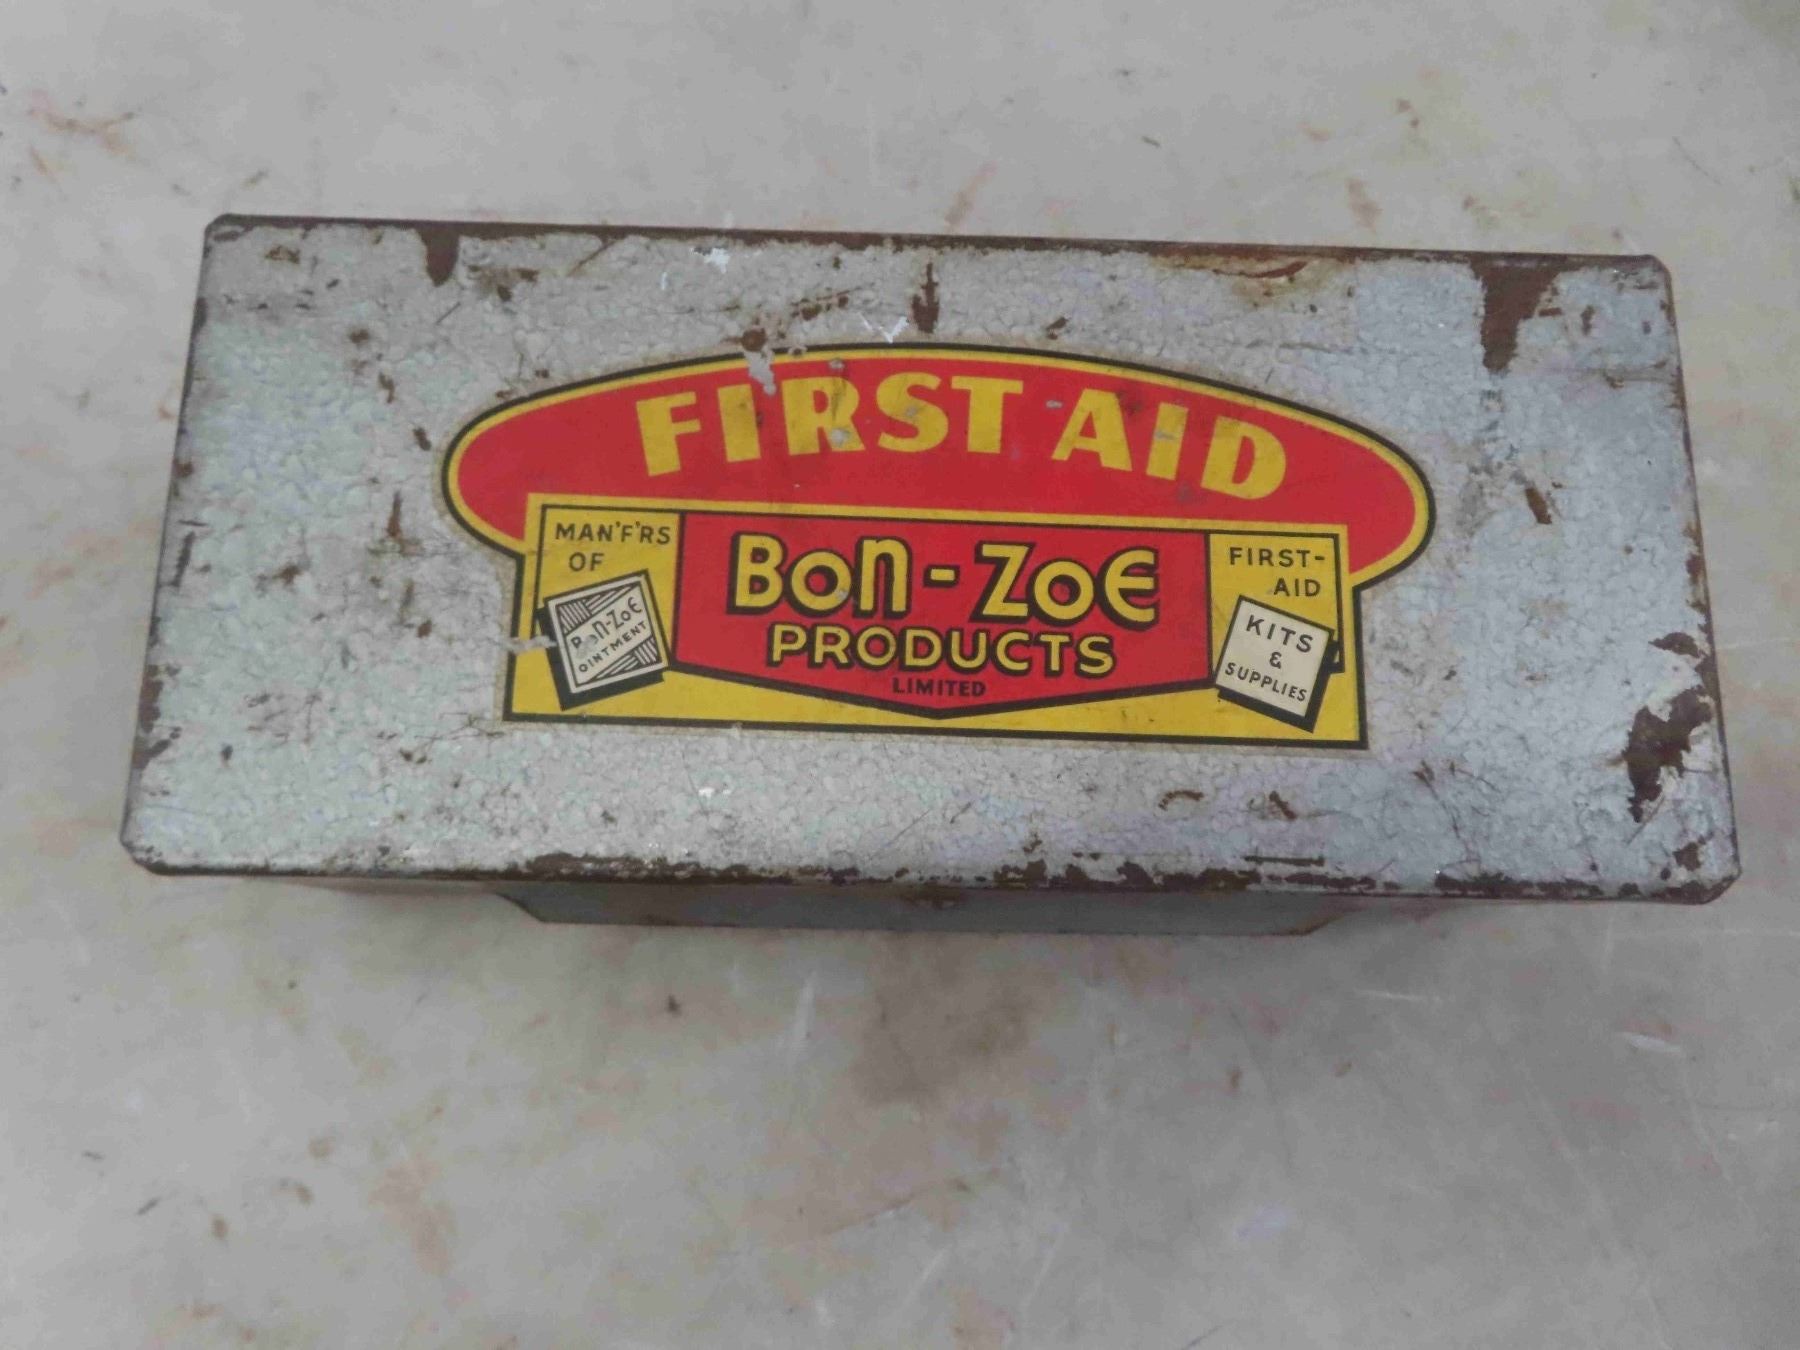 FIRST AID
MAN'F'RS
OF
BON-ZOE
OINTMENT
BON-ZOE
PRODUCTS
LIMITED
FIRST-
AID
KITS
&
SUPPLIES